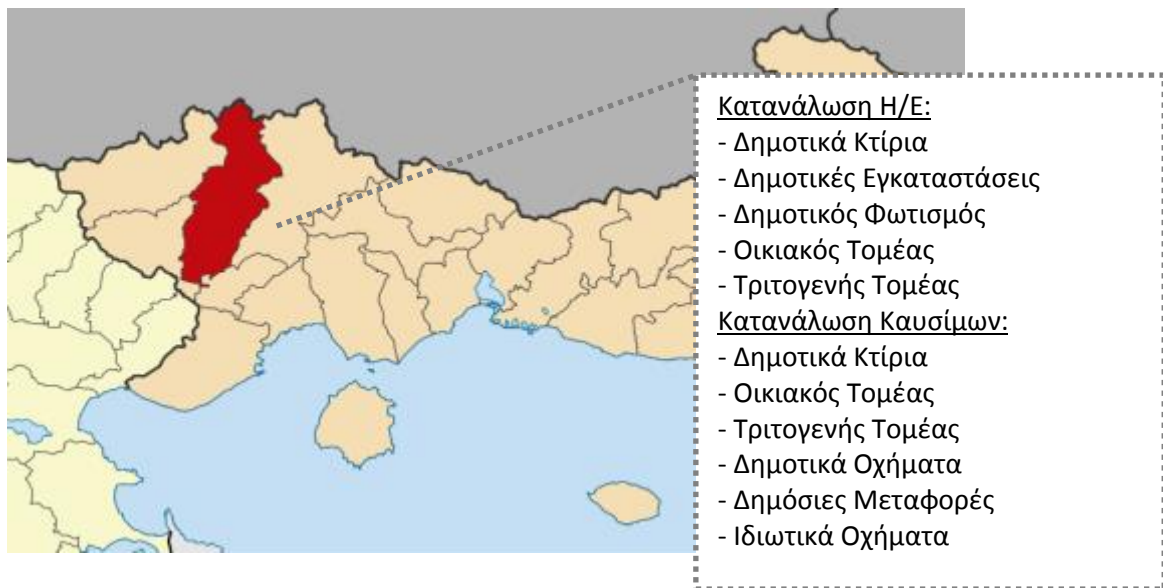 Κατανάλωση Η/Ε:
- Δημοτικά Κτίρια
- Δημοτικές Εγκαταστάσεις
- Δημοτικός Φωτισμός
- Οικιακός Τομέας
- Τριτογενής Τομέας
Κατανάλωση Καυσίμων:
- Δημοτικά Κτίρια
- Οικιακός Τομέας
- Τριτογενής Τομέας
- Δημοτικά Οχήματα
- Δημόσιες Μεταφορές
- Ιδιωτικά Οχήματα